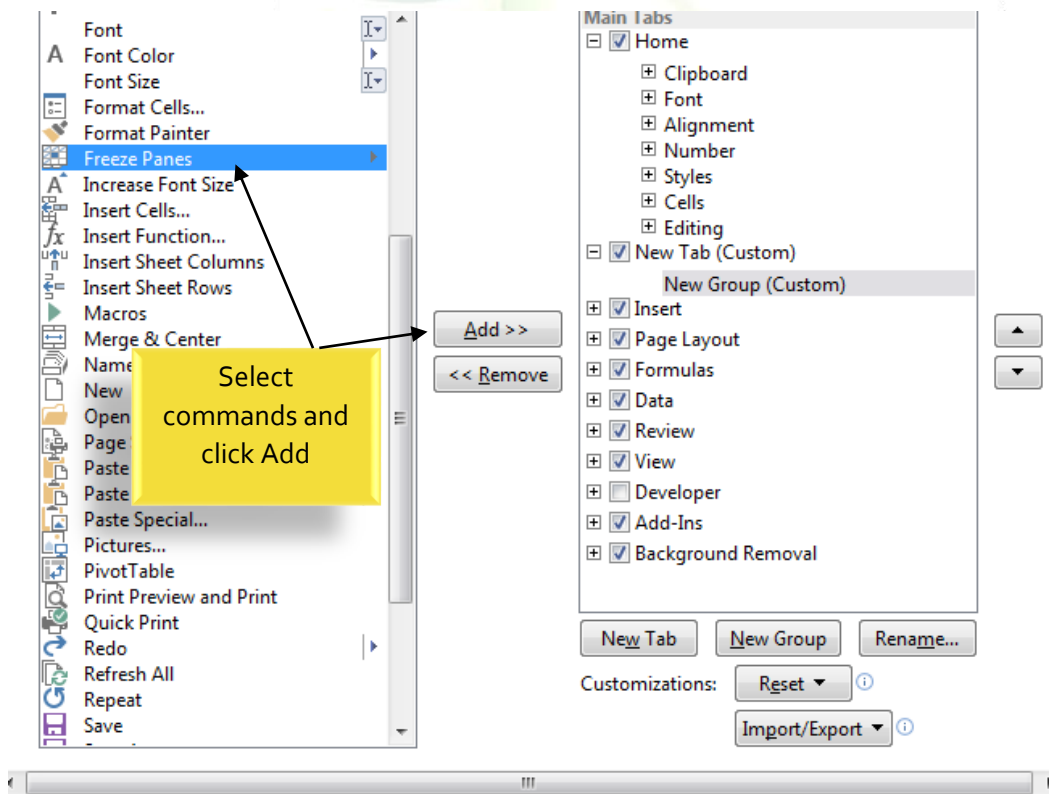 Font
Font Color
Font Size
Format Cells...
Format Painter
Freeze Panes
Increase Font Size
Insert Cells...
Insert Function...
Insert Sheet Columns
Insert Sheet Rows
Macros
Merge & Center
Name
New
Open
Page
Paste
Paste
Paste Special...
Pictures...
PivotTable
Print Preview and Print
Quick Print
Redo
Refresh All
Repeat
Save
Select
commands and
click Add
Add >>
<< Remove
Main Tabs
Home
Clipboard
Font
Alignment
Number
Styles
Cells
Editing
New Tab (Custom)
New Group (Custom)
Insert
Page Layout
Formulas
Data
Review
View
Developer
Add-Ins
Background Removal
New Tab New Group Rename...
Customizations: Reset
Import/Export